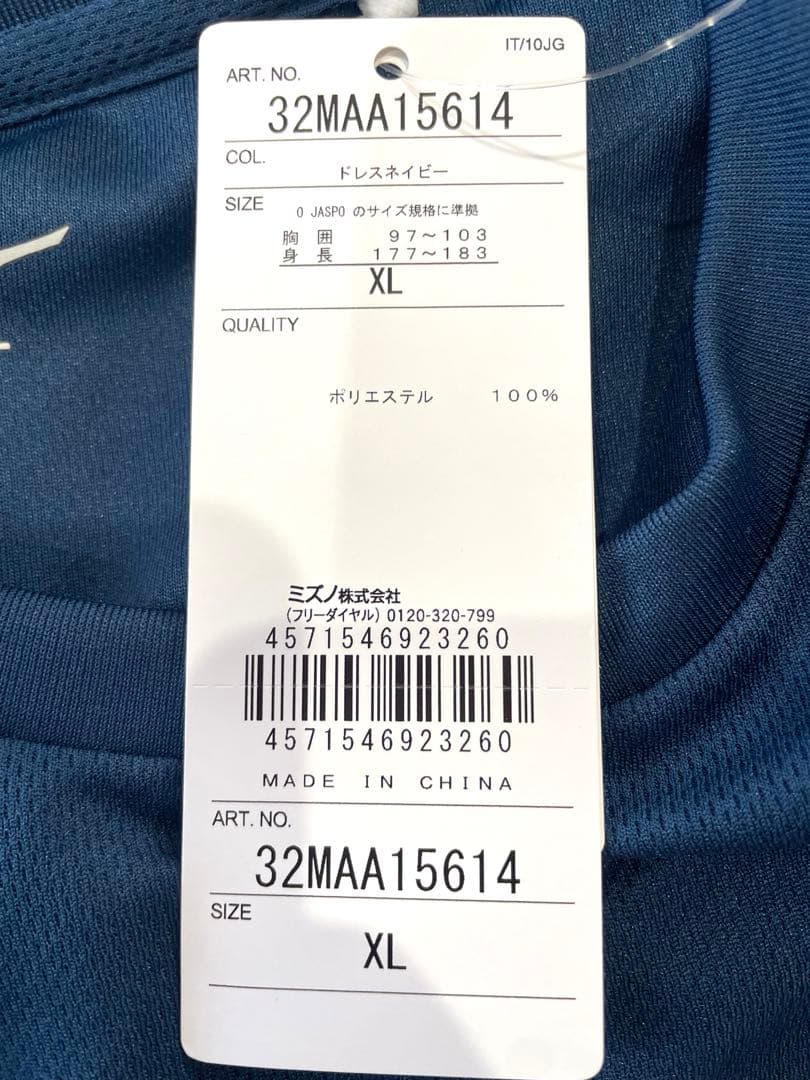 IT/10JG
ART. NO.
32MAA15614
COL.
ドレスネイビー
SIZE
O JASPO のサイズ規格に準拠
胸 囲 97～103
身 長 177～183
XL
QUALITY
ポリエステル 100%
ミズノ株式会社
(フリーダイヤル) 0120-320-799
4571546923260
4571546923260
MADE IN CHINA
ART. NO.
32MAA15614
SIZE
XL